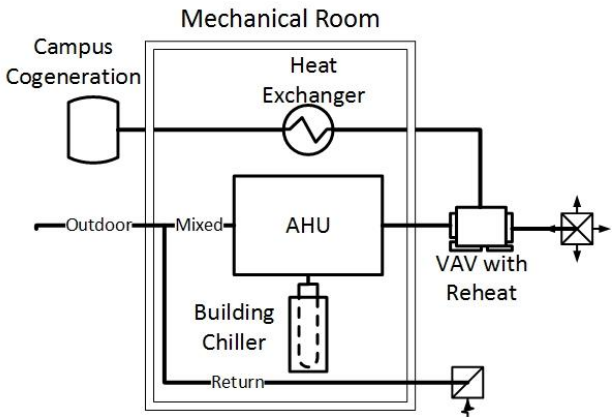 Mechanical Room
Campus
Cogeneration
Heat
Exchanger
Outdoor
Mixed
AHU
VAV with
Reheat
Building
Chiller
Return